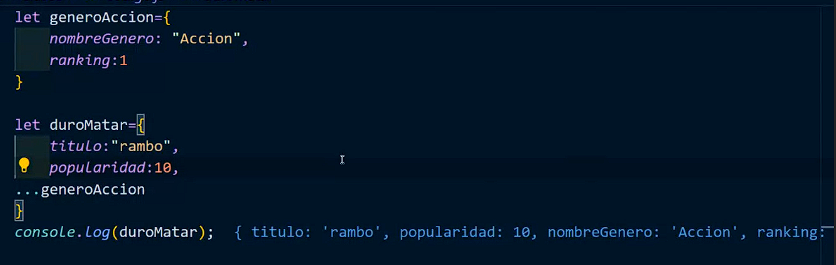 let generoAccion={
nombreGenero: "Accion",
ranking:1
}
let duroMatar={
titulo:"rambo",
popularidad:10,
...generoAccion
}
console.log(duroMatar); { titulo: 'rambo', popularidad: 10, nombreGenero: 'Accion', ranking: